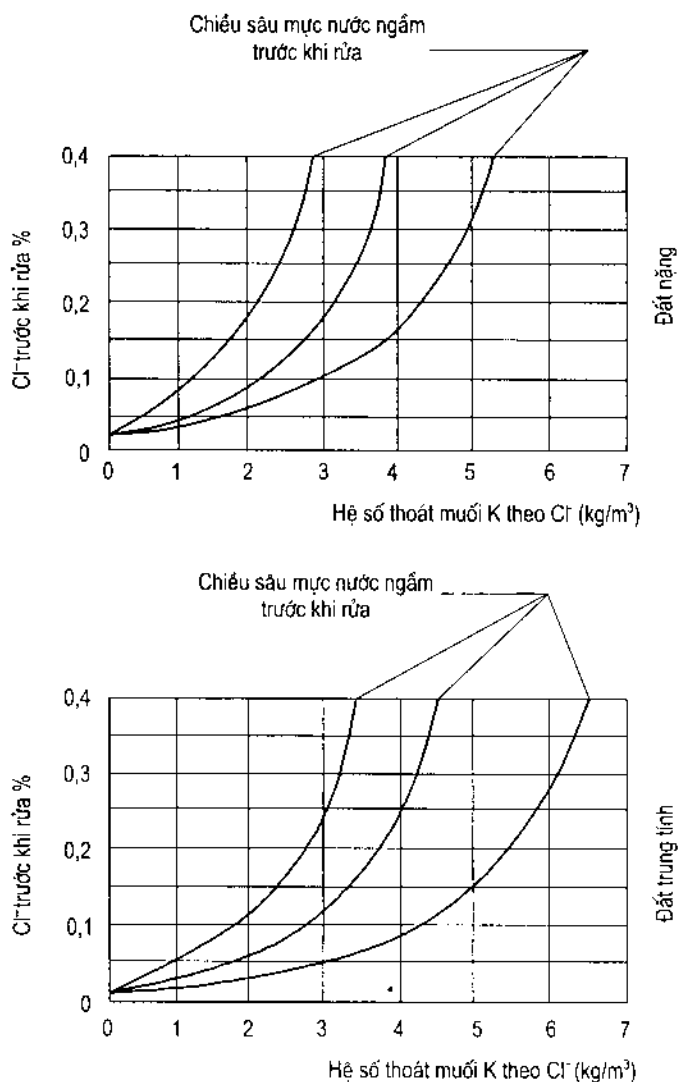 Chiều sâu mực nước ngầm
trước khi rửa
0,4
0,3
0,2
0,1
0
Cl⁻ trước khi rửa %
Đất nặng
0 1 2 3 4 5 6 7
Hệ số thoát muối K theo Cl⁻ (kg/m³)
Chiều sâu mực nước ngầm
trước khi rửa
0,4
0,3
0,2
0,1
0
Cl⁻ trước khi rửa %
Đất trung tính
0 1 2 3 4 5 6 7
Hệ số thoát muối K theo Cl⁻ (kg/m³)